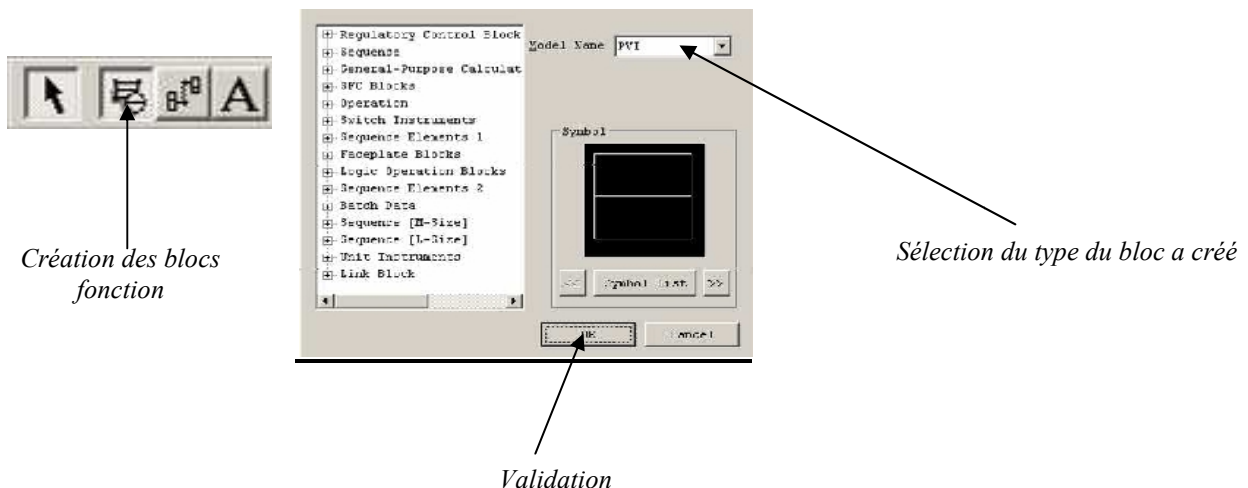 A
Création des blocs
fonction
Regulatory Control Block
Sequence
General-Purpose Calculat
SFC Blocks
Operation
Switch Instruments
Sequence Elements 1
Faceplate Blocks
Logic Operation Blocks
Sequence Elements 2
Batch Data
Sequence [M-Size]
Sequence [L-Size]
Unit Instruments
Link Block
Model Name PVI
Symbol
<< Symbol List >>
OK Cancel
Sélection du type du bloc a créé
Validation